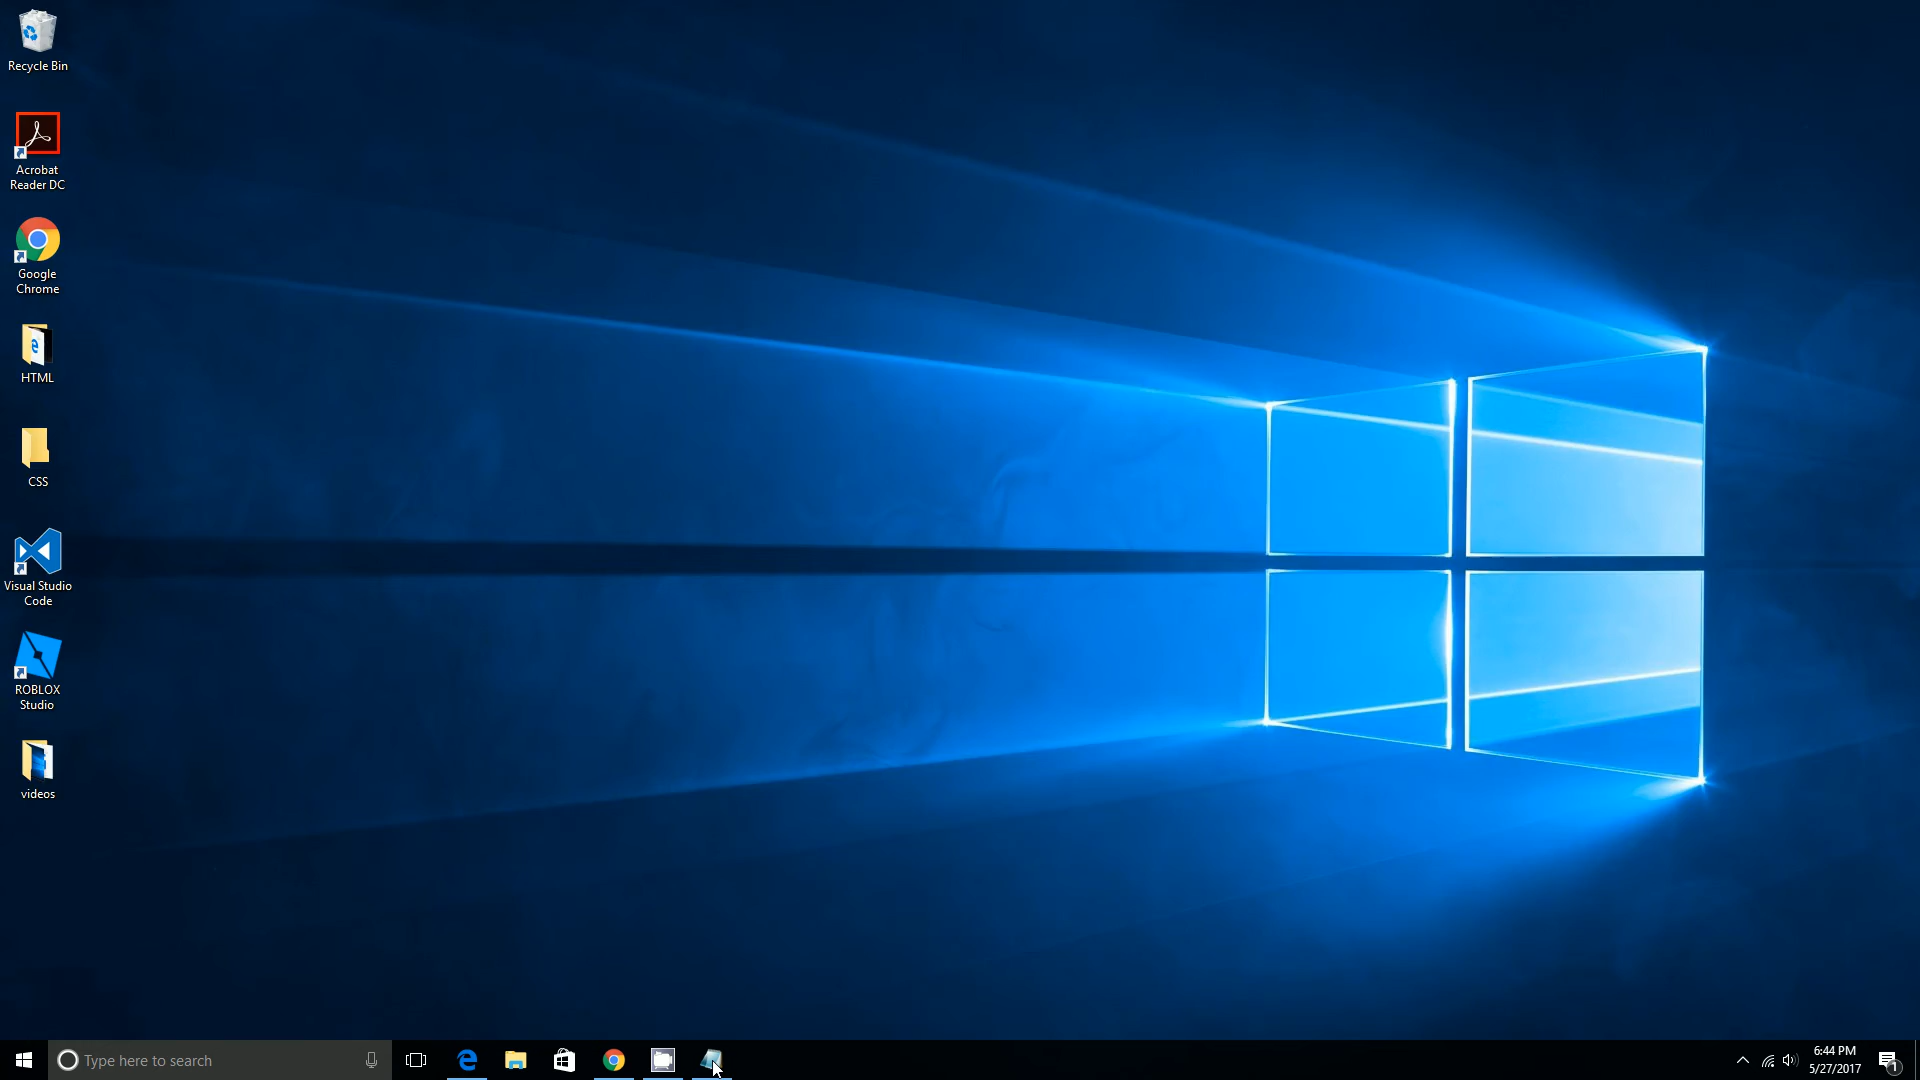 Recycle Bin
Acrobat
Reader DC
Google
Chrome
HTML
CSS
Visual Studio
Code
ROBLOX
Studio
videos
Type here to search
6:44 PM
5/27/2017
1